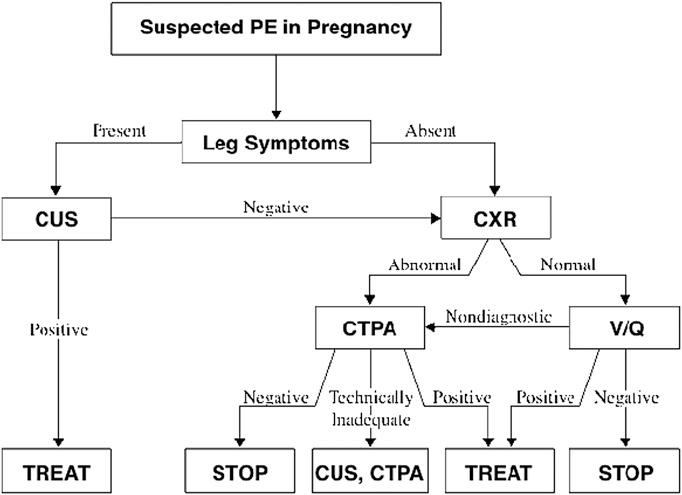 Suspected PE in Pregnancy
Present
Leg Symptoms
Absent
CUS
Negative
CXR
Abnormal
Normal
Positive
CTPA
Nondiagnostic
V/Q
Negative
Technically
Inadequate
Positive
Positive
Negative
TREAT
STOP
CUS, CTPA
TREAT
STOP